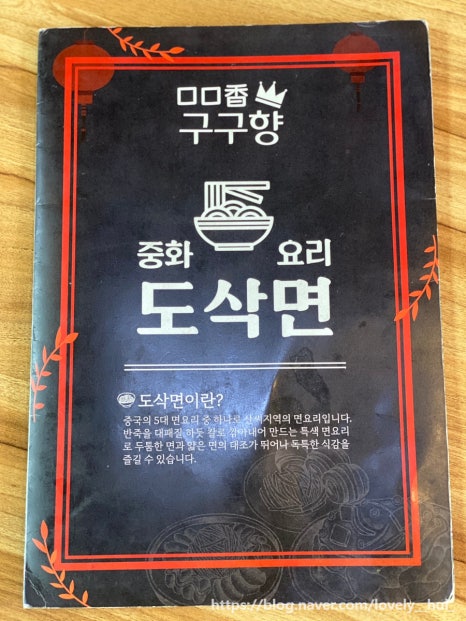 口口香
구구향
중화 요리
도삭면
도삭면이란?
중국의 5대 면요리 중 하나로 산씨지역의 면요리입니다.
반죽을 대패질 하듯 칼로 깎아내어 만드는 특색 면요리
로 두툼한 면과 얇은 면의 대조가 뛰어나 독특한 식감을
즐길 수 있습니다.
https://blog.naver.com/lovely_